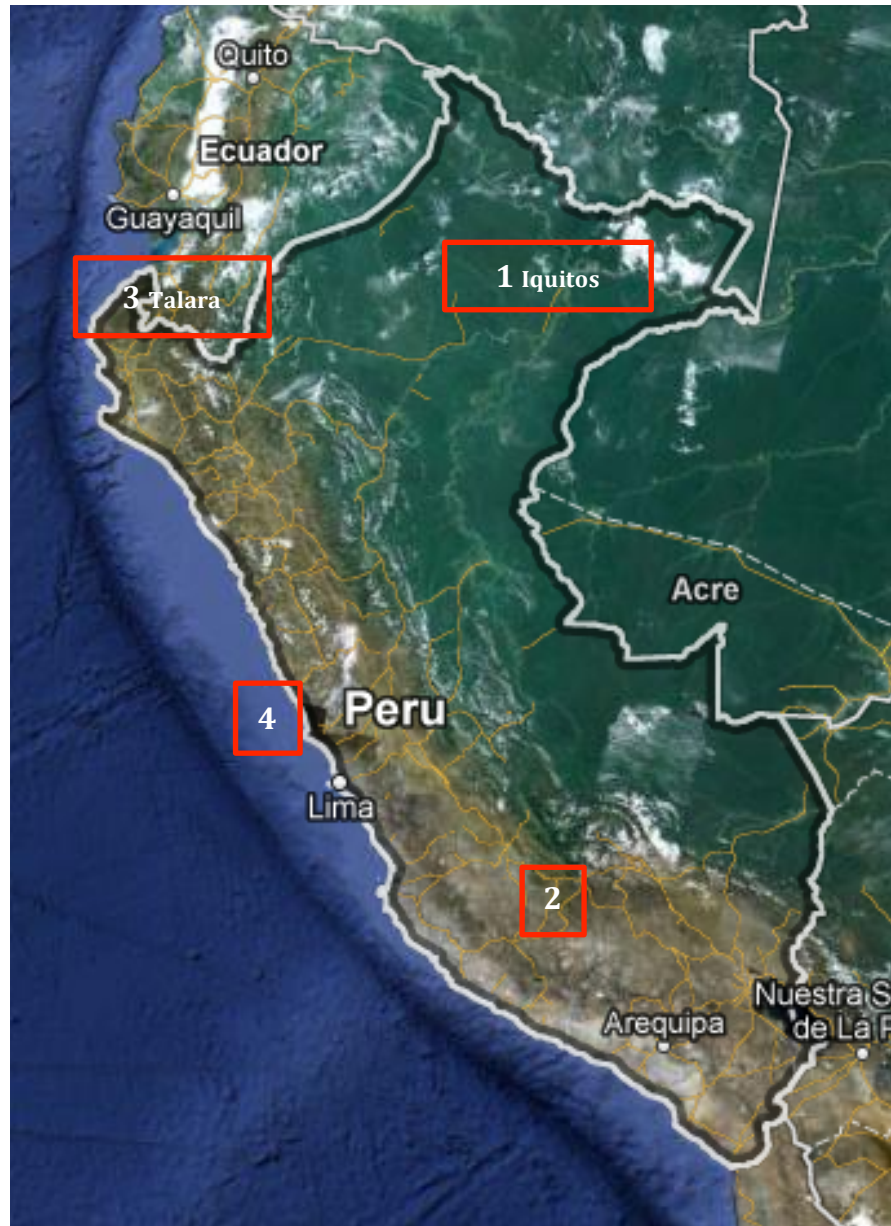 Quito
Ecuador
Guayaquil
1 Iquitos
3 Talara
Acre
4
Peru
Lima
2
Nuestra S
Arequipa
de La P